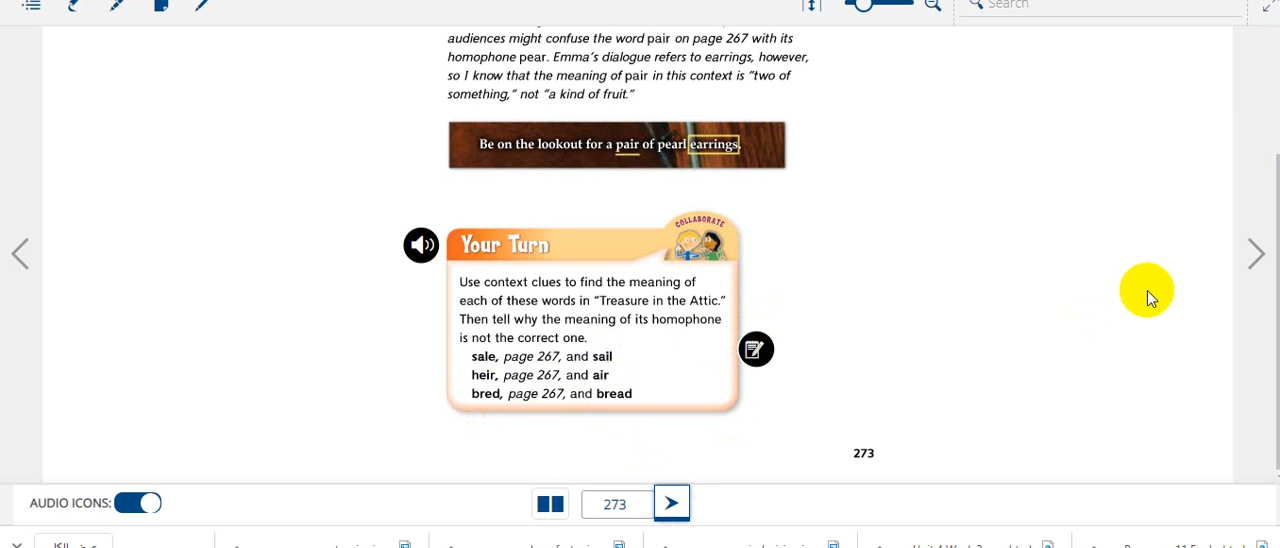 Search
audiences might confuse the word pair on page 267 with its
homophone pear. Emma's dialogue refers to earrings, however,
so I know that the meaning of pair in this context is "two of
something," not "a kind of fruit."
Be on the lookout for a pair of pearl earrings.
COLLABORATE
Your Turn
Use context clues to find the meaning of
each of these words in "Treasure in the Attic."
Then tell why the meaning of its homophone
is not the correct one.
sale, page 267, and sail
heir, page 267, and air
bred, page 267, and bread
273
AUDIO ICONS:
273